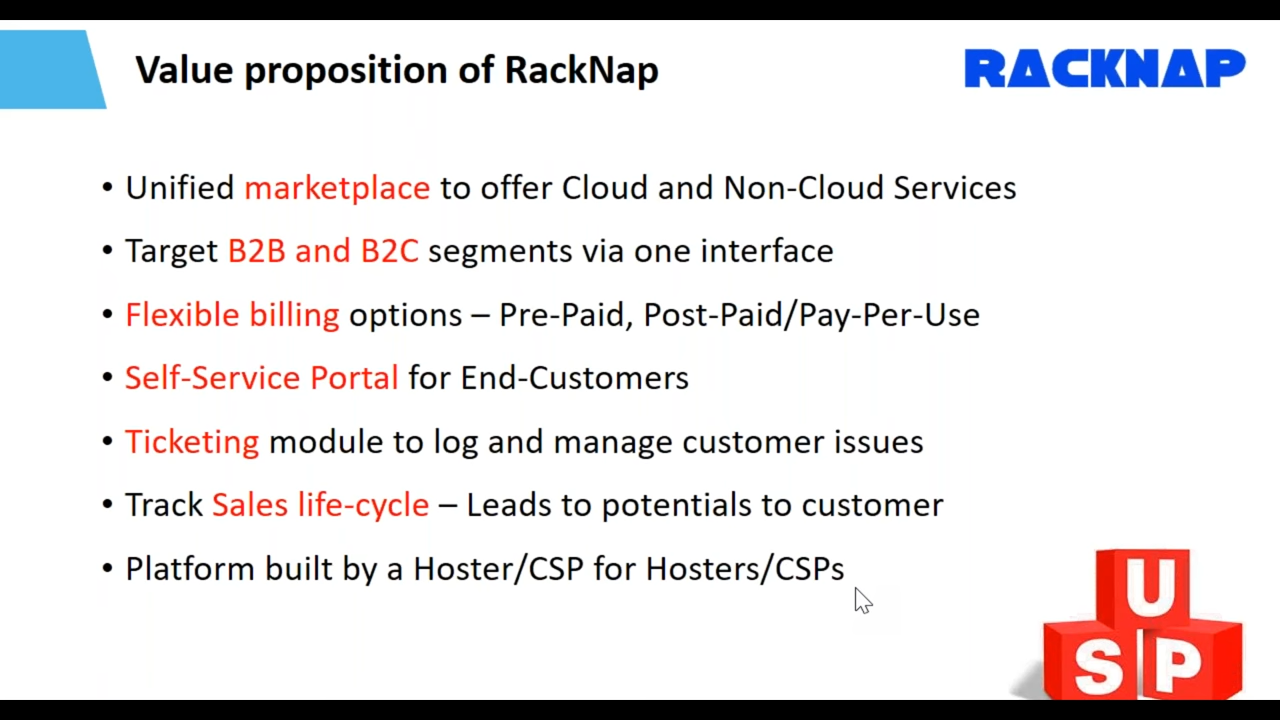 Value proposition of RackNap
RACKNAP
• Unified marketplace to offer Cloud and Non-Cloud Services
• Target B2B and B2C segments via one interface
• Flexible billing options – Pre-Paid, Post-Paid/Pay-Per-Use
• Self-Service Portal for End-Customers
• Ticketing module to log and manage customer issues
• Track Sales life-cycle – Leads to potentials to customer
• Platform built by a Hoster/CSP for Hosters/CSPs
U
S P